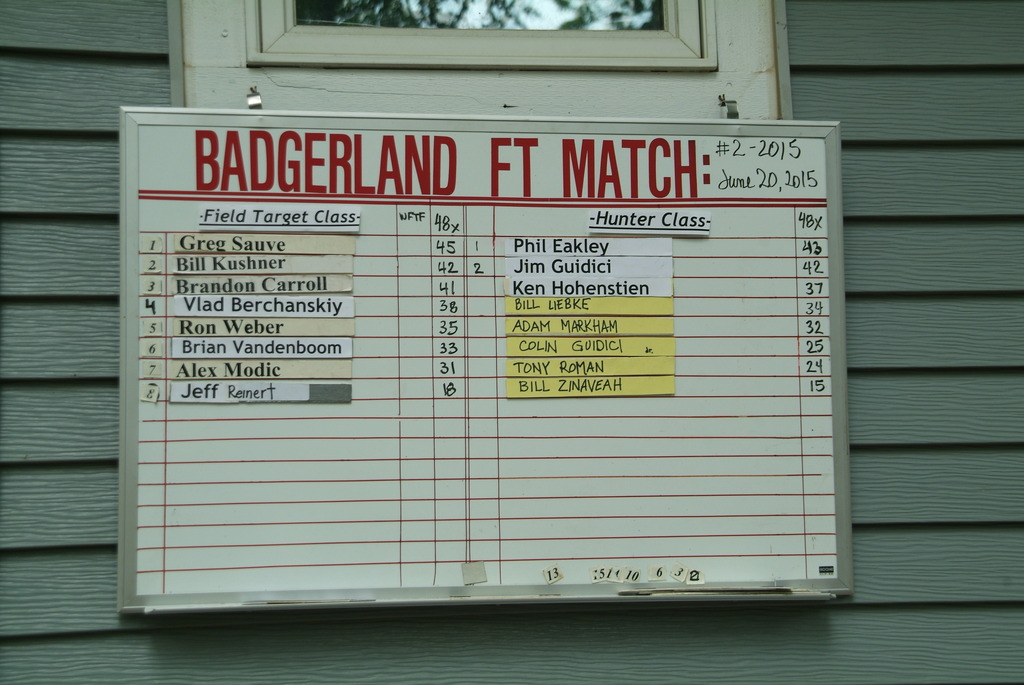 BADGERLAND FT MATCH: #2-2015
June 20, 2015
-Field Target Class- WFTF 48x -Hunter Class- 48x
1 Greg Sauve 45 1 Phil Eakley 43
2 Bill Kushner 42 2 Jim Guidici 42
3 Brandon Carroll 41 Ken Hohenstien 37
4 Vlad Berchanskiy 38 BILL LIEBKE 34
5 Ron Weber 35 ADAM MARKHAM 32
6 Brian Vandenboom 33 COLIN GUIDICI Jr. 25
7 Alex Modic 31 TONY ROMAN 24
8 Jeff Reinert 18 BILL ZINAVEAH 15
13 10 6 3 2